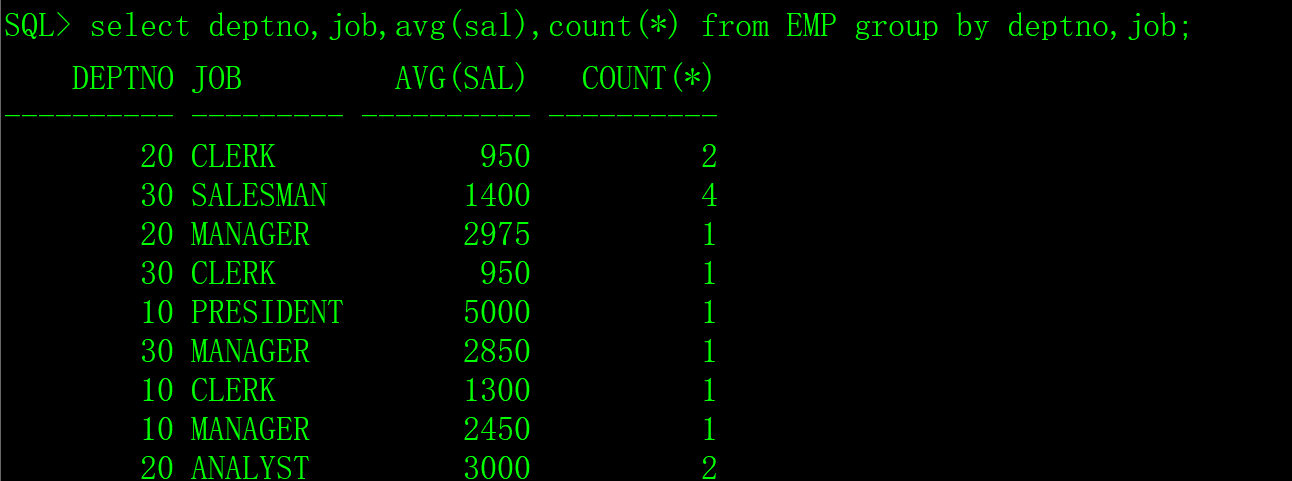 SQL> select deptno,job,avg(sal),count(*) from EMP group by deptno,job;
DEPTNO JOB AVG(SAL) COUNT(*)
---------- --------- ---------- ----------
20 CLERK 950 2
30 SALESMAN 1400 4
20 MANAGER 2975 1
30 CLERK 950 1
10 PRESIDENT 5000 1
30 MANAGER 2850 1
10 CLERK 1300 1
10 MANAGER 2450 1
20 ANALYST 3000 2